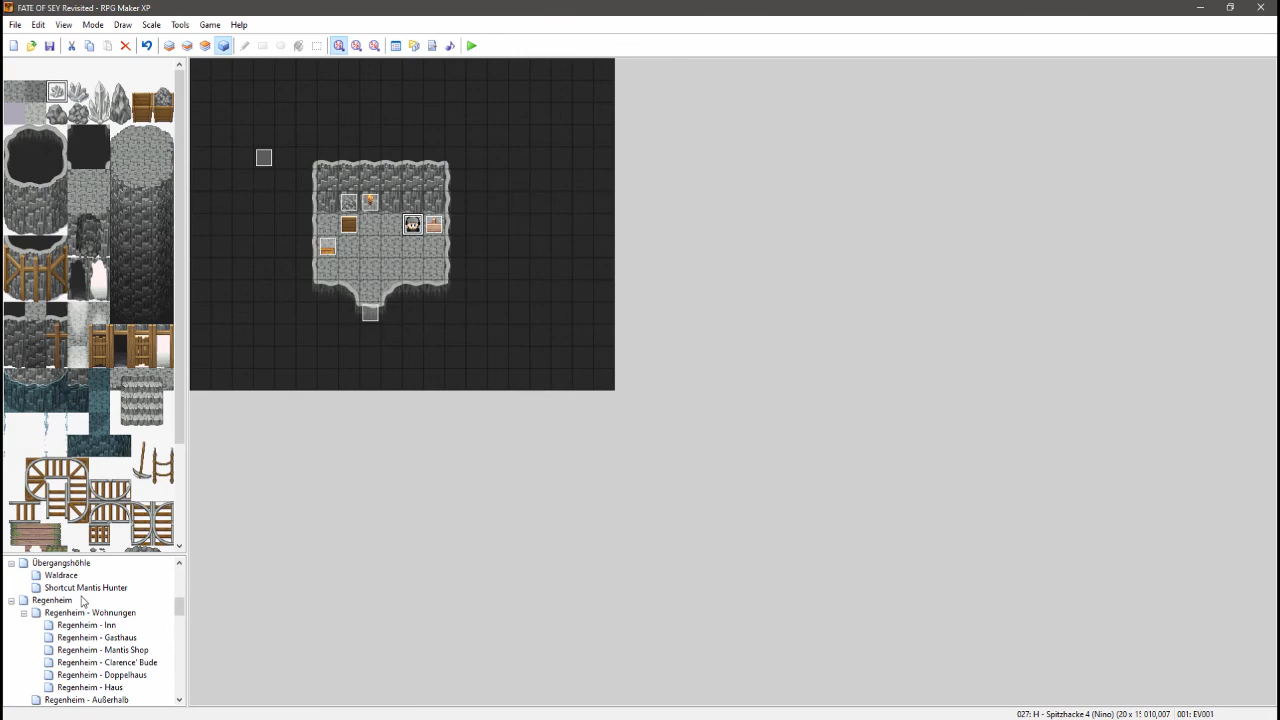 FATE OF SEY Revisited - RPG Maker XP
File Edit View Mode Draw Scale Tools Game Help
Übergangshöhle
Waldrace
Shortcut Mantis Hunter
Regenheim
Regenheim - Wohnungen
Regenheim - Inn
Regenheim - Gasthaus
Regenheim - Mantis Shop
Regenheim - Clarence' Bude
Regenheim - Doppelhaus
Regenheim - Haus
Regenheim - Außerhalb
027: H - Spitzhacke 4 (Nino) (20 x 15 010,007 001: EV001